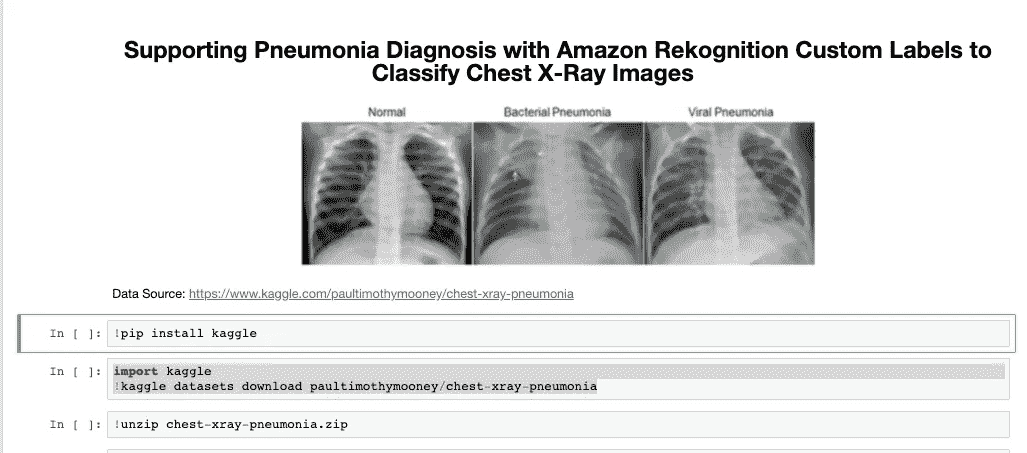 Supporting Pneumonia Diagnosis with Amazon Rekognition Custom Labels to
Classify Chest X-Ray Images
Normal Bacterial Pneumonia Viral Pneumonia
Data Source: https://www.kaggle.com/paultimothymooney/chest-xray-pneumonia
In [ ]: !pip install kaggle
In [ ]: import kaggle
!kaggle datasets download paultimothymooney/chest-xray-pneumonia
In [ ]: !unzip chest-xray-pneumonia.zip